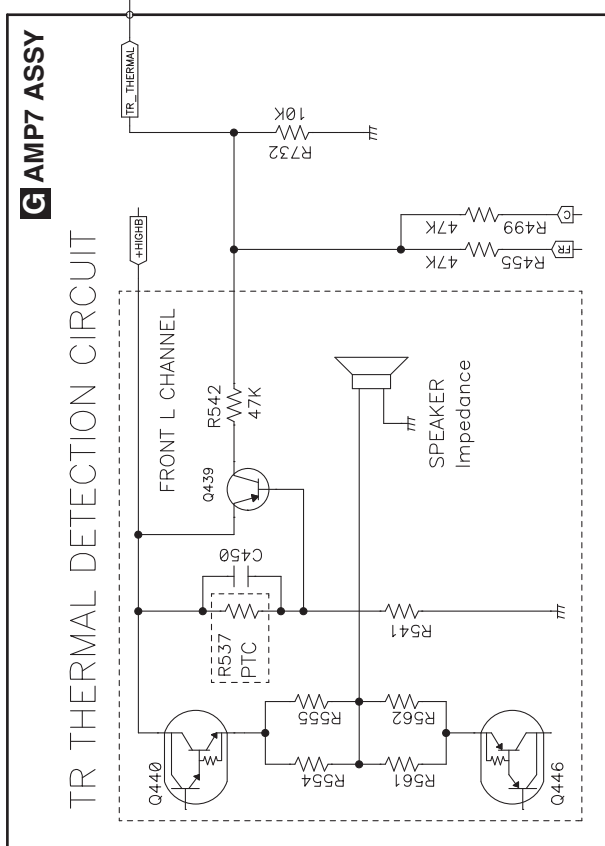 G AMP7 ASSY
TR THERMAL DETECTION CIRCUIT
TR_THERMAL
+HIGHB
R732
10K
FRONT L CHANNEL
R542
47K
47K
R499
C
47K
R455
FR
Q439
C450
R537
PTC
R541
SPEAKER
Impedance
Q440
R555
R554
R562
R561
Q446